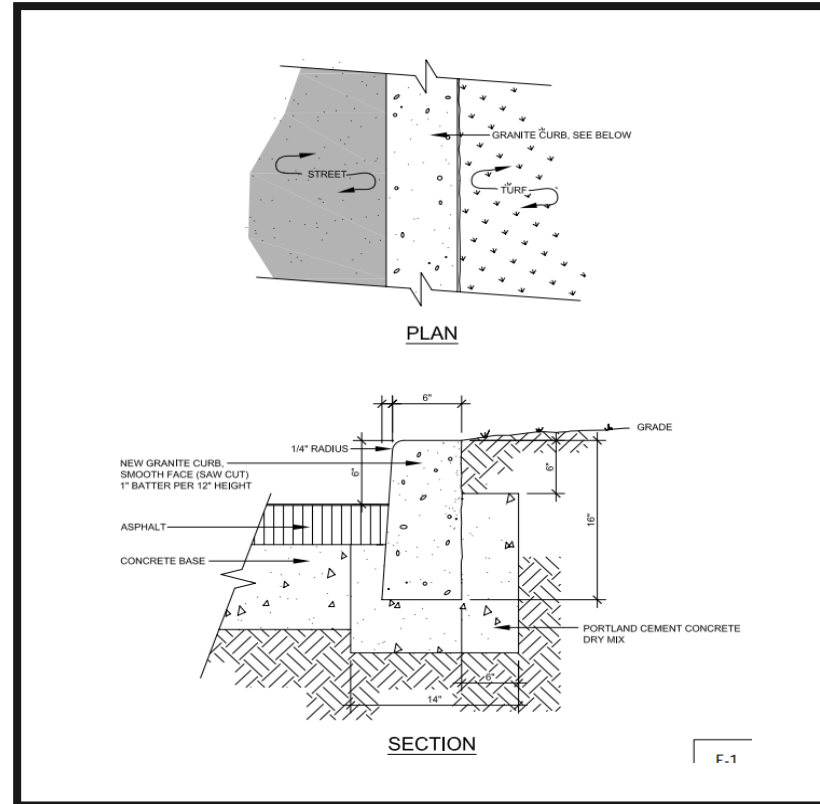 GRANITE CURB, SEE BELOW
STREET
TURF
PLAN
6"
GRADE
1/4" RADIUS
NEW GRANITE CURB,
SMOOTH FACE (SAW CUT)
1" BATTER PER 12" HEIGHT
6"
6"
16"
ASPHALT
CONCRETE BASE
PORTLAND CEMENT CONCRETE
DRY MIX
6"
14"
SECTION